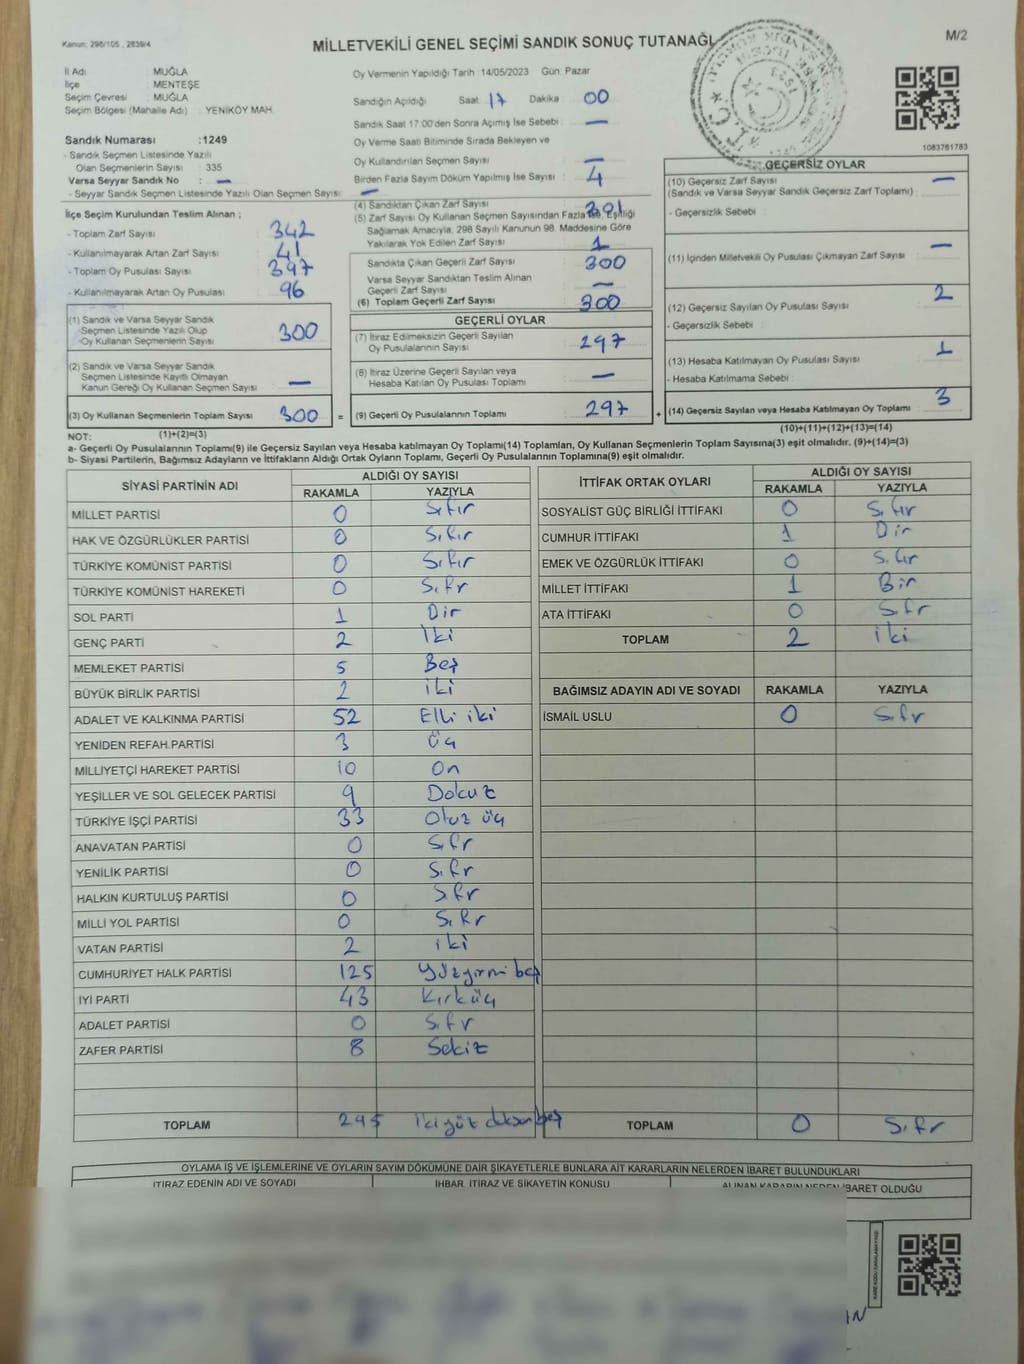 Kanun: 298/105 , 2839/4
MİLLETVEKİLİ GENEL SEÇİMİ SANDIK SONUÇ TUTANAĞI
M/2
İl Adı : MUĞLA
İlçe : MENTEŞE
Seçim Çevresi : MUĞLA
Seçim Bölgesi (Mahalle Adı) : YENİKÖY MAH.
Oy Vermenin Yapıldığı Tarih 14/05/2023 Gün: Pazar
Sandığın Açıldığı Saat 17 Dakika : 00
Sandık Saat 17:00'den Sonra Açımış İse Sebebi : —
Oy Verme Saati Bitiminde Sırada Bekleyen ve
Oy Kullandırılan Seçmen Sayısı : —
Birden Fazla Sayım Döküm Yapılmış İse Sayısı : 4
Sandık Numarası :1249
- Sandık Seçmen Listesinde Yazılı
Olan Seçmenlerin Sayısı : 335
Varsa Seyyar Sandık No : —
- Seyyar Sandık Seçmen Listesinde Yazılı Olan Seçmen Sayısı: —
1083761783
İlçe Seçim Kurulundan Teslim Alınan ;
- Toplam Zarf Sayısı : 342
- Kullanılmayarak Artan Zarf Sayısı : 41
- Toplam Oy Pusulası Sayısı : 397
- Kullanılmayarak Artan Oy Pusulası : 96
(4) Sandıktan Çıkan Zarf Sayısı : 301
(5) Zarf Sayısı Oy Kullanan Seçmen Sayısından Fazla İse, Eşitliği
Sağlamak Amacıyla, 298 Sayılı Kanunun 98. Maddesine Göre
Yakılarak Yok Edilen Zarf Sayısı : 1
Sandıkta Çıkan Geçerli Zarf Sayısı : 300
Varsa Seyyar Sandıktan Teslim Alınan
Geçerli Zarf Sayısı : —
(6) Toplam Geçerli Zarf Sayısı : 300
GEÇERSİZ OYLAR
(10) Geçersiz Zarf Sayısı : —
(Sandık ve Varsa Seyyar Sandık Geçersiz Zarf Toplamı) :
- Geçersizlik Sebebi :
(11) İçinden Milletvekili Oy Pusulası Çıkmayan Zarf Sayısı : —
(12) Geçersiz Sayılan Oy Pusulası Sayısı : 2
- Geçersizlik Sebebi :
(13) Hesaba Katılmayan Oy Pusulası Sayısı : 1
- Hesaba Katılmama Sebebi :
(14) Geçersiz Sayılan veya Hesaba Katılmayan Oy Toplamı : 3
(10)+(11)+(12)+(13)=(14)
(1) Sandık ve Varsa Seyyar Sandık
Seçmen Listesinde Yazılı Olup
Oy Kullanan Seçmenlerin Sayısı : 300
(2) Sandık ve Varsa Seyyar Sandık
Seçmen Listesinde Kayıtlı Olmayan
Kanun Gereği Oy Kullanan Seçmen Sayısı : —
(3) Oy Kullanan Seçmenlerin Toplam Sayısı : 300 =
(1)+(2)=(3)
GEÇERLİ OYLAR
(7) İtiraz Edilmeksizin Geçerli Sayılan
Oy Pusulalarının Sayısı : 297
(8) İtiraz Üzerine Geçerli Sayılan veya
Hesaba Katılan Oy Pusulası Toplamı : —
(9) Geçerli Oy Pusulalarının Toplamı : 297 +
NOT:
a- Geçerli Oy Pusulalarının Toplamı(9) ile Geçersiz Sayılan veya Hesaba katılmayan Oy Toplamı(14) Toplamları, Oy Kullanan Seçmenlerin Toplam Sayısına(3) eşit olmalıdır. (9)+(14)=(3)
b- Siyasi Partilerin, Bağımsız Adayların ve İttifakların Aldığı Ortak Oyların Toplamı, Geçerli Oy Pusulalarının Toplamına(9) eşit olmalıdır.
SİYASİ PARTİNİN ADI ALDIĞI OY SAYISI
RAKAMLA YAZIYLA
MİLLET PARTİSİ 0 Sıfır
HAK VE ÖZGÜRLÜKLER PARTİSİ 0 Sıfır
TÜRKİYE KOMÜNİST PARTİSİ 0 Sıfır
TÜRKİYE KOMÜNİST HAREKETİ 0 Sıfr
SOL PARTİ 1 Bir
GENÇ PARTİ 2 İki
MEMLEKET PARTİSİ 5 Beş
BÜYÜK BİRLİK PARTİSİ 2 iki
ADALET VE KALKINMA PARTİSİ 52 Elli iki
YENİDEN REFAH PARTİSİ 3 Üç
MİLLİYETÇİ HAREKET PARTİSİ 10 On
YEŞİLLER VE SOL GELECEK PARTİSİ 9 Dokuz
TÜRKİYE İŞÇİ PARTİSİ 33 Otuz üç
ANAVATAN PARTİSİ 0 Sıfr
YENİLİK PARTİSİ 0 Sıfr
HALKIN KURTULUŞ PARTİSİ 0 Sıfr
MİLLİ YOL PARTİSİ 0 Sıfr
VATAN PARTİSİ 2 iki
CUMHURİYET HALK PARTİSİ 125 Yüzyirmi beş
İYİ PARTİ 43 Kırküç
ADALET PARTİSİ 0 Sıfr
ZAFER PARTİSİ 8 Sekiz
TOPLAM 295 İkiyüz doksan beş
İTTİFAK ORTAK OYLARI ALDIĞI OY SAYISI
RAKAMLA YAZIYLA
SOSYALİST GÜÇ BİRLİĞİ İTTİFAKI 0 Sıfır
CUMHUR İTTİFAKI 1 Bir
EMEK VE ÖZGÜRLÜK İTTİFAKI 0 Sıfır
MİLLET İTTİFAKI 1 Bir
ATA İTTİFAKI 0 Sıfr
TOPLAM 2 iki
BAĞIMSIZ ADAYIN ADI VE SOYADI RAKAMLA YAZIYLA
İSMAİL USLU 0 Sıfr
TOPLAM 0 Sıfr
OYLAMA İŞ VE İŞLEMLERİNE VE OYLARIN SAYIM DÖKÜMÜNE DAİR ŞİKAYETLERLE BUNLARA AİT KARARLARIN NELERDEN İBARET BULUNDUKLARI
İTİRAZ EDENİN ADI VE SOYADI İHBAR, İTİRAZ VE ŞİKAYETİN KONUSU ALINAN KARARIN NEDEN İBARET OLDUĞU